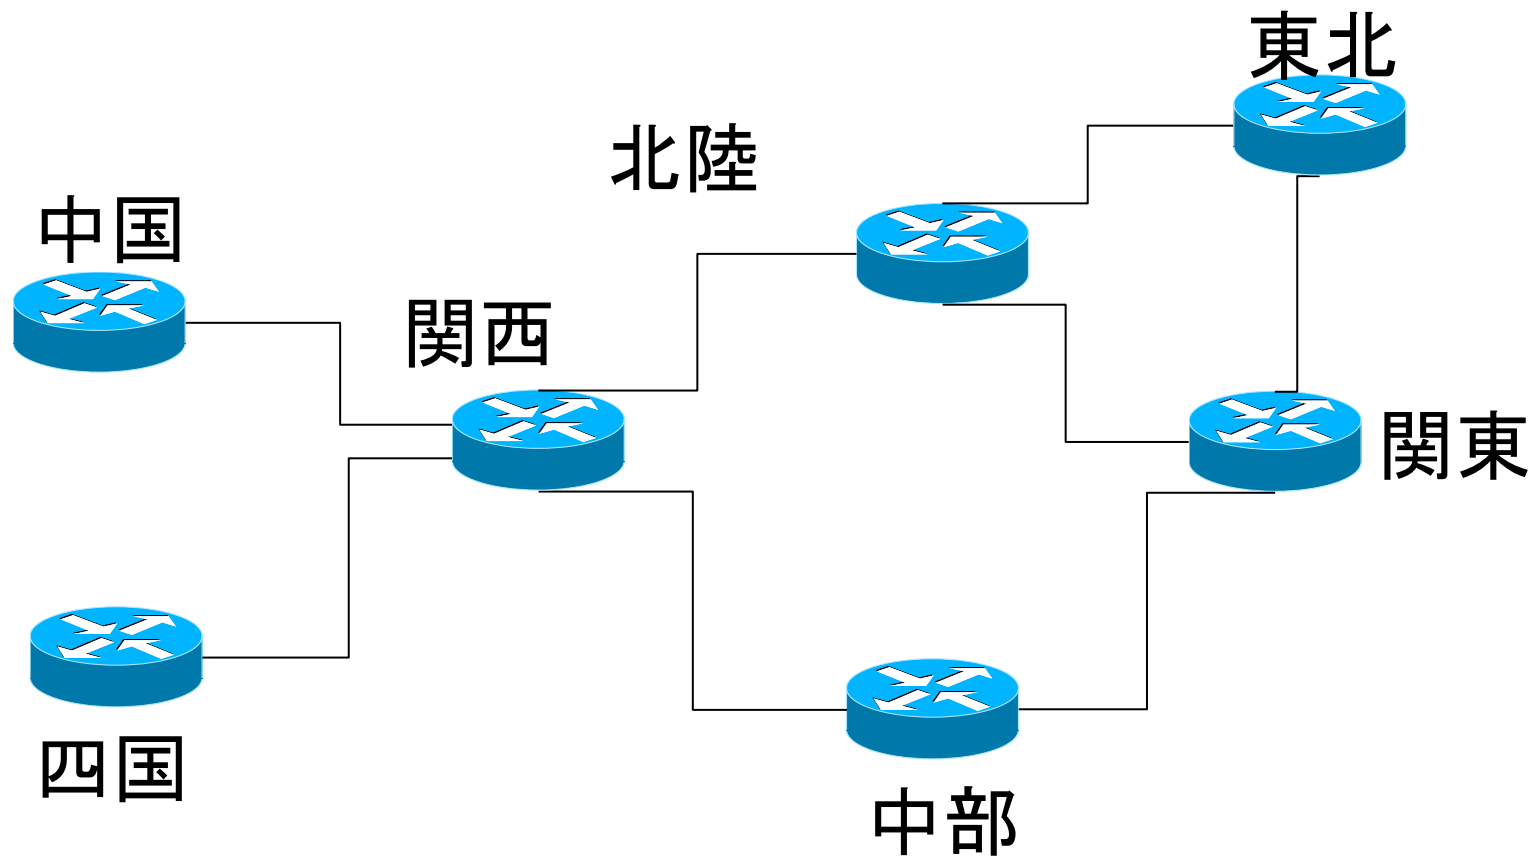 東北
北陸
中国
関西
関東
四国
中部